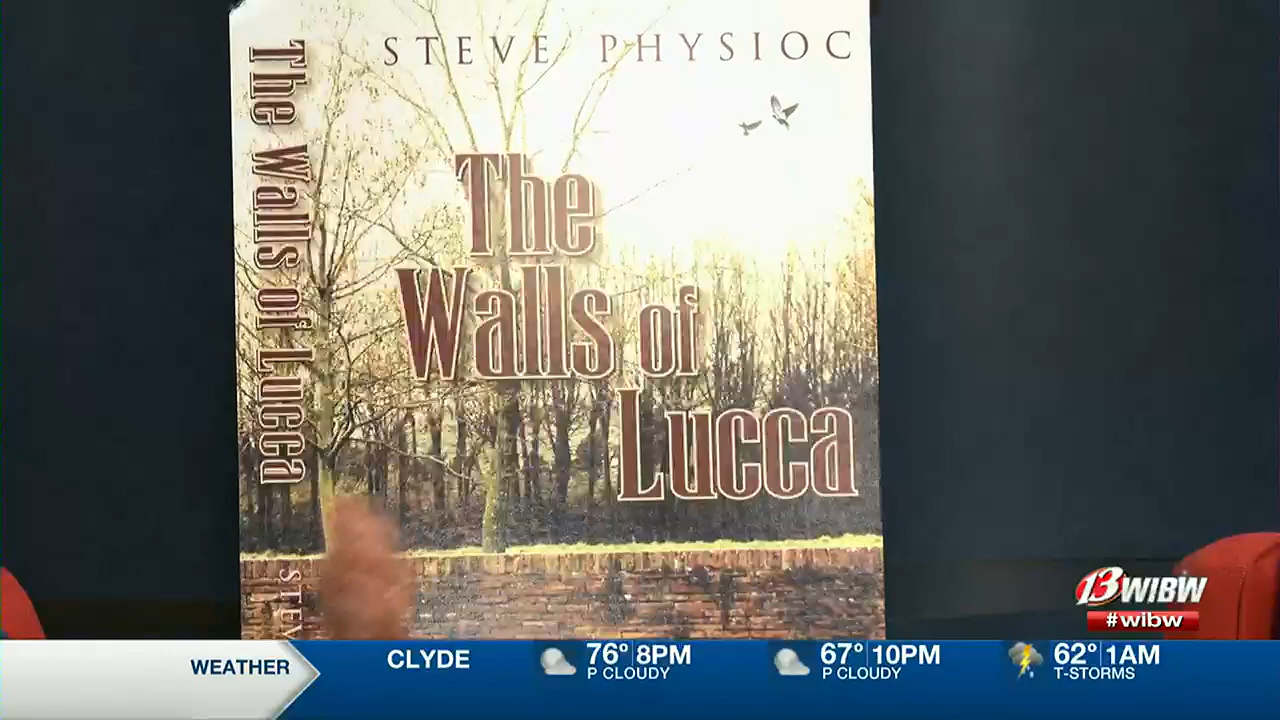 STEVE PHYSIOC
The Walls of Lucca
The
Walls of
Lucca
13 WIBW
#wibw
WEATHER
CLYDE
76° 8PM
P CLOUDY
67° 10PM
P CLOUDY
62° 1AM
T-STORMS